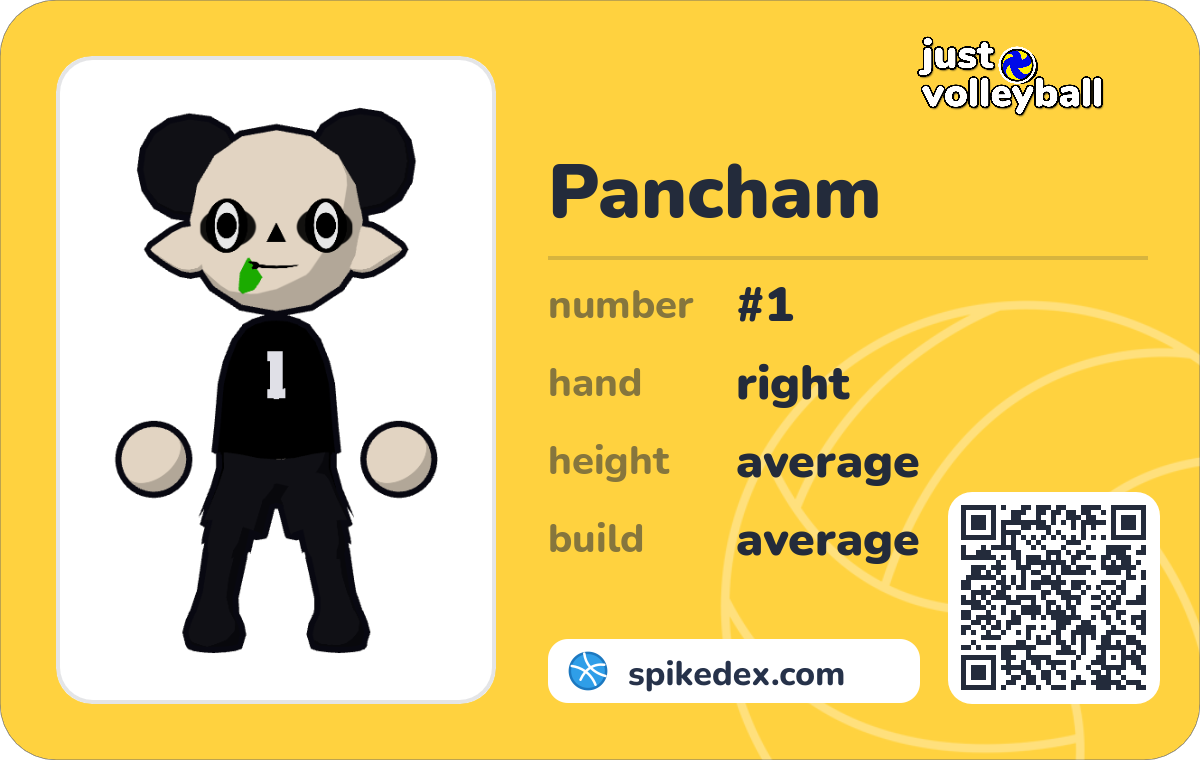 just
volleyball
Pancham
number #1
hand right
height average
build average
1
spikedex.com